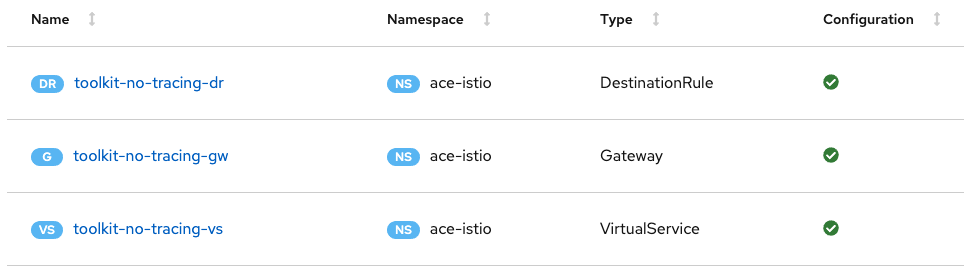 Name Namespace Type Configuration
DR toolkit-no-tracing-dr NS ace-istio DestinationRule
G toolkit-no-tracing-gw NS ace-istio Gateway
VS toolkit-no-tracing-vs NS ace-istio VirtualService